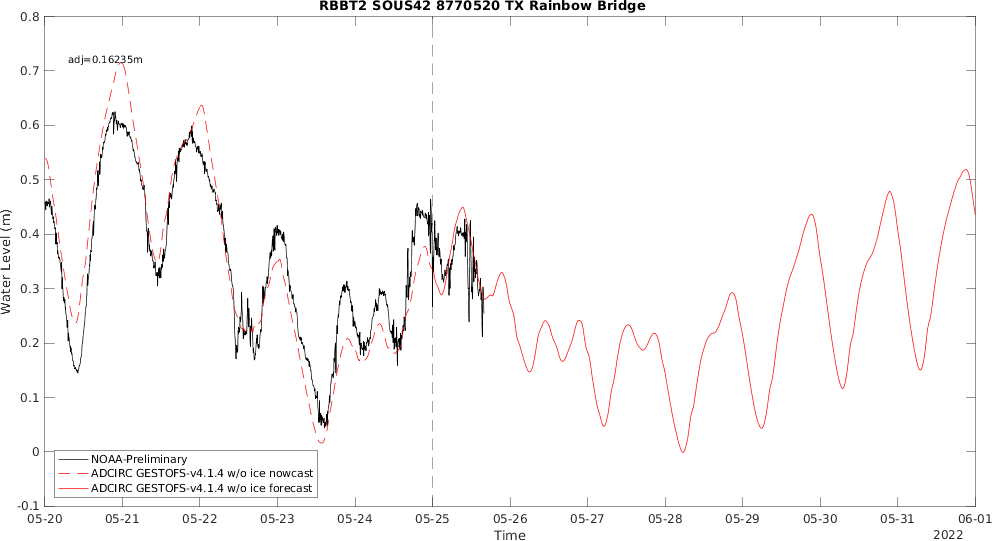 RBBT2 SOUS42 8770520 TX Rainbow Bridge
adj=0.16235m
0.8
0.7
0.6
0.5
0.4
0.3
0.2
0.1
0
-0.1
Water Level (m)
NOAA-Preliminary
ADCIRC GESTOFS-v4.1.4 w/o ice nowcast
ADCIRC GESTOFS-v4.1.4 w/o ice forecast
05-20 05-21 05-22 05-23 05-24 05-25 05-26 05-27 05-28 05-29 05-30 05-31 06-01
Time
2022